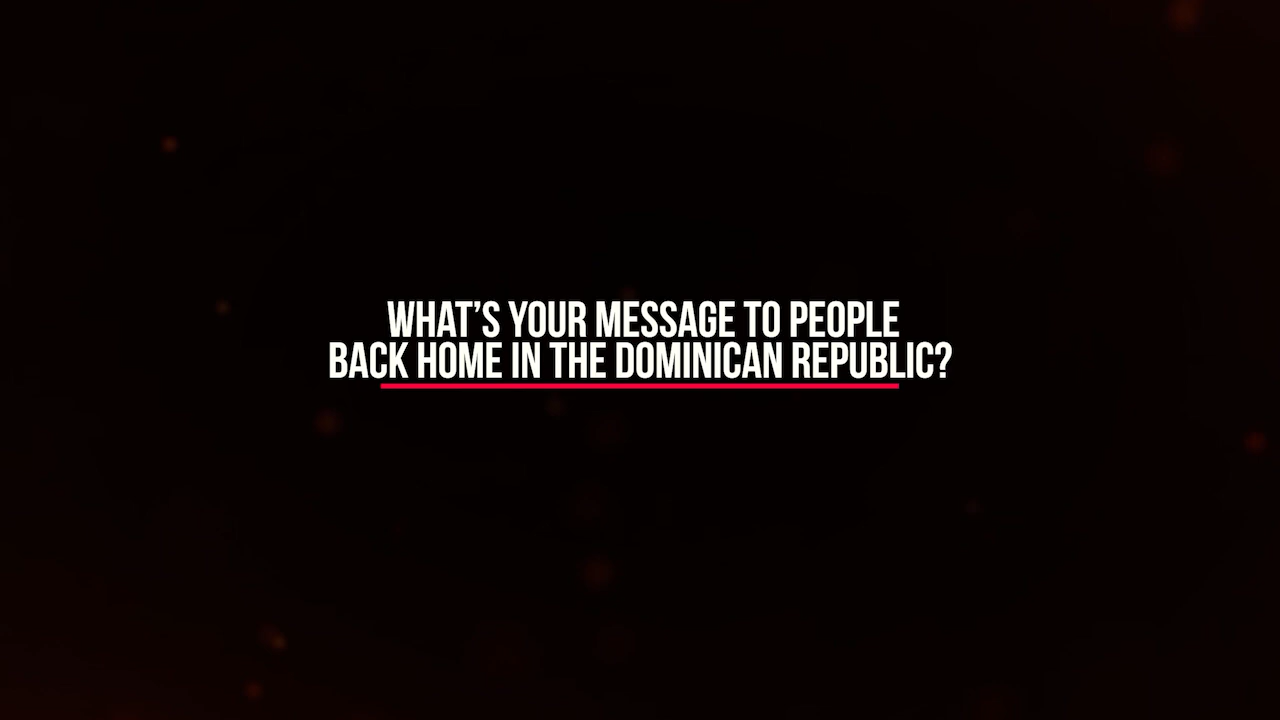 WHAT’S YOUR MESSAGE TO PEOPLE
BACK HOME IN THE DOMINICAN REPUBLIC?